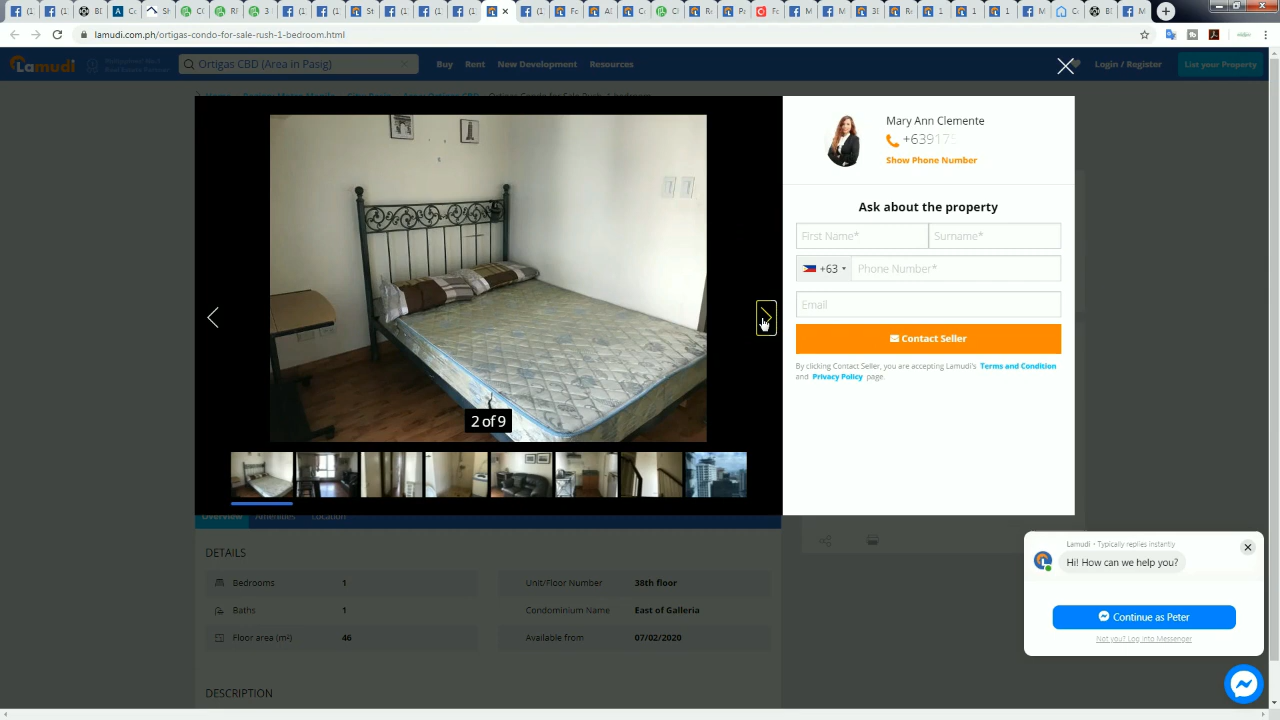 lamudi.com.ph/ortigas-condo-for-sale-rush-1-bedroom.html
Lamudi
Ortigas CBD (Area in Pasig)
Buy
Rent
New Development
Resources
Login / Register
List your Property
Mary Ann Clemente
+639175
Show Phone Number
Ask about the property
First Name*
Surname*
+63
Phone Number*
Email
Contact Seller
By clicking Contact Seller, you are accepting Lamudi's Terms and Condition
and Privacy Policy page.
2 of 9
Overview
Amenities
Location
DETAILS
Bedrooms 1
Unit/Floor Number 38th floor
Baths 1
Condominium Name East of Galleria
Floor area (m²) 46
Available from 07/02/2020
DESCRIPTION
Lamudi • Typically replies instantly
Hi! How can we help you?
Continue as Peter
Not you? Log into Messenger